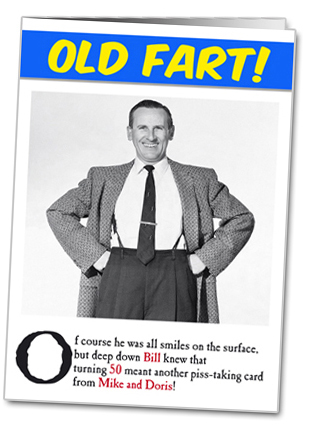 OLD FART!
Of course he was all smiles on the surface,
but deep down Bill knew that
turning 50 meant another piss-taking card
from Mike and Doris!